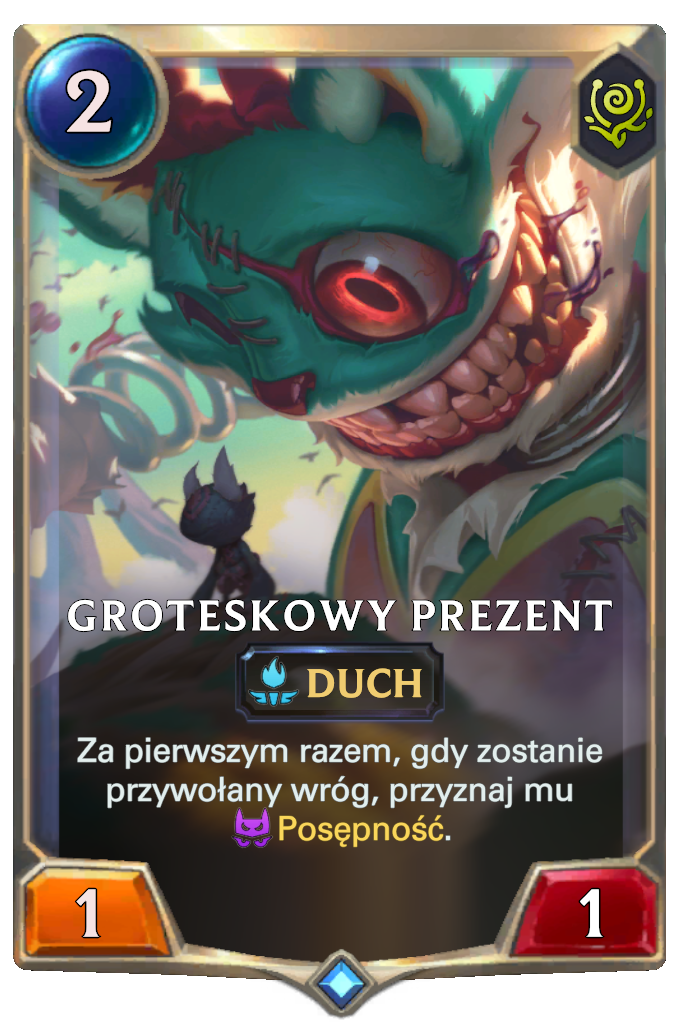 2
GROTESKOWY PREZENT
DUCH
Za pierwszym razem, gdy zostanie
przywołany wróg, przyznaj mu
Posępność.
1
1